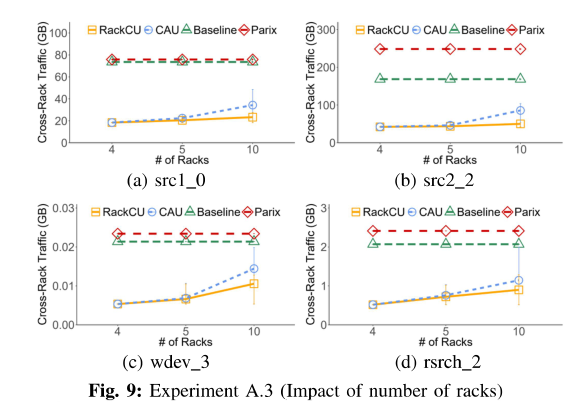 RackCU CAU Baseline Parix
Cross-Rack Traffic (GB)
100
80
60
40
20
0
4 5 10
# of Racks
(a) src1_0
RackCU CAU Baseline Parix
Cross-Rack Traffic (GB)
300
200
100
0
4 5 10
# of Racks
(b) src2_2
RackCU CAU Baseline Parix
Cross-Rack Traffic (GB)
0.03
0.02
0.01
0.00
4 5 10
# of Racks
(c) wdev_3
RackCU CAU Baseline Parix
Cross-Rack Traffic (GB)
3
2
1
0
4 5 10
# of Racks
(d) rsrch_2
Fig. 9: Experiment A.3 (Impact of number of racks)